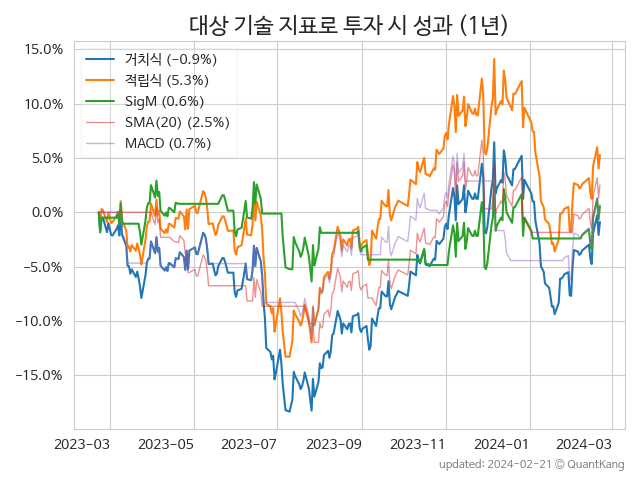 대상 기술 지표로 투자 시 성과 (1년)
15.0%
10.0%
5.0%
0.0%
−5.0%
−10.0%
−15.0%
거치식 (−0.9%)
적립식 (5.3%)
SigM (0.6%)
SMA(20) (2.5%)
MACD (0.7%)
2023-03
2023-05
2023-07
2023-09
2023-11
2024-01
2024-03
updated: 2024-02-21 © QuantKang